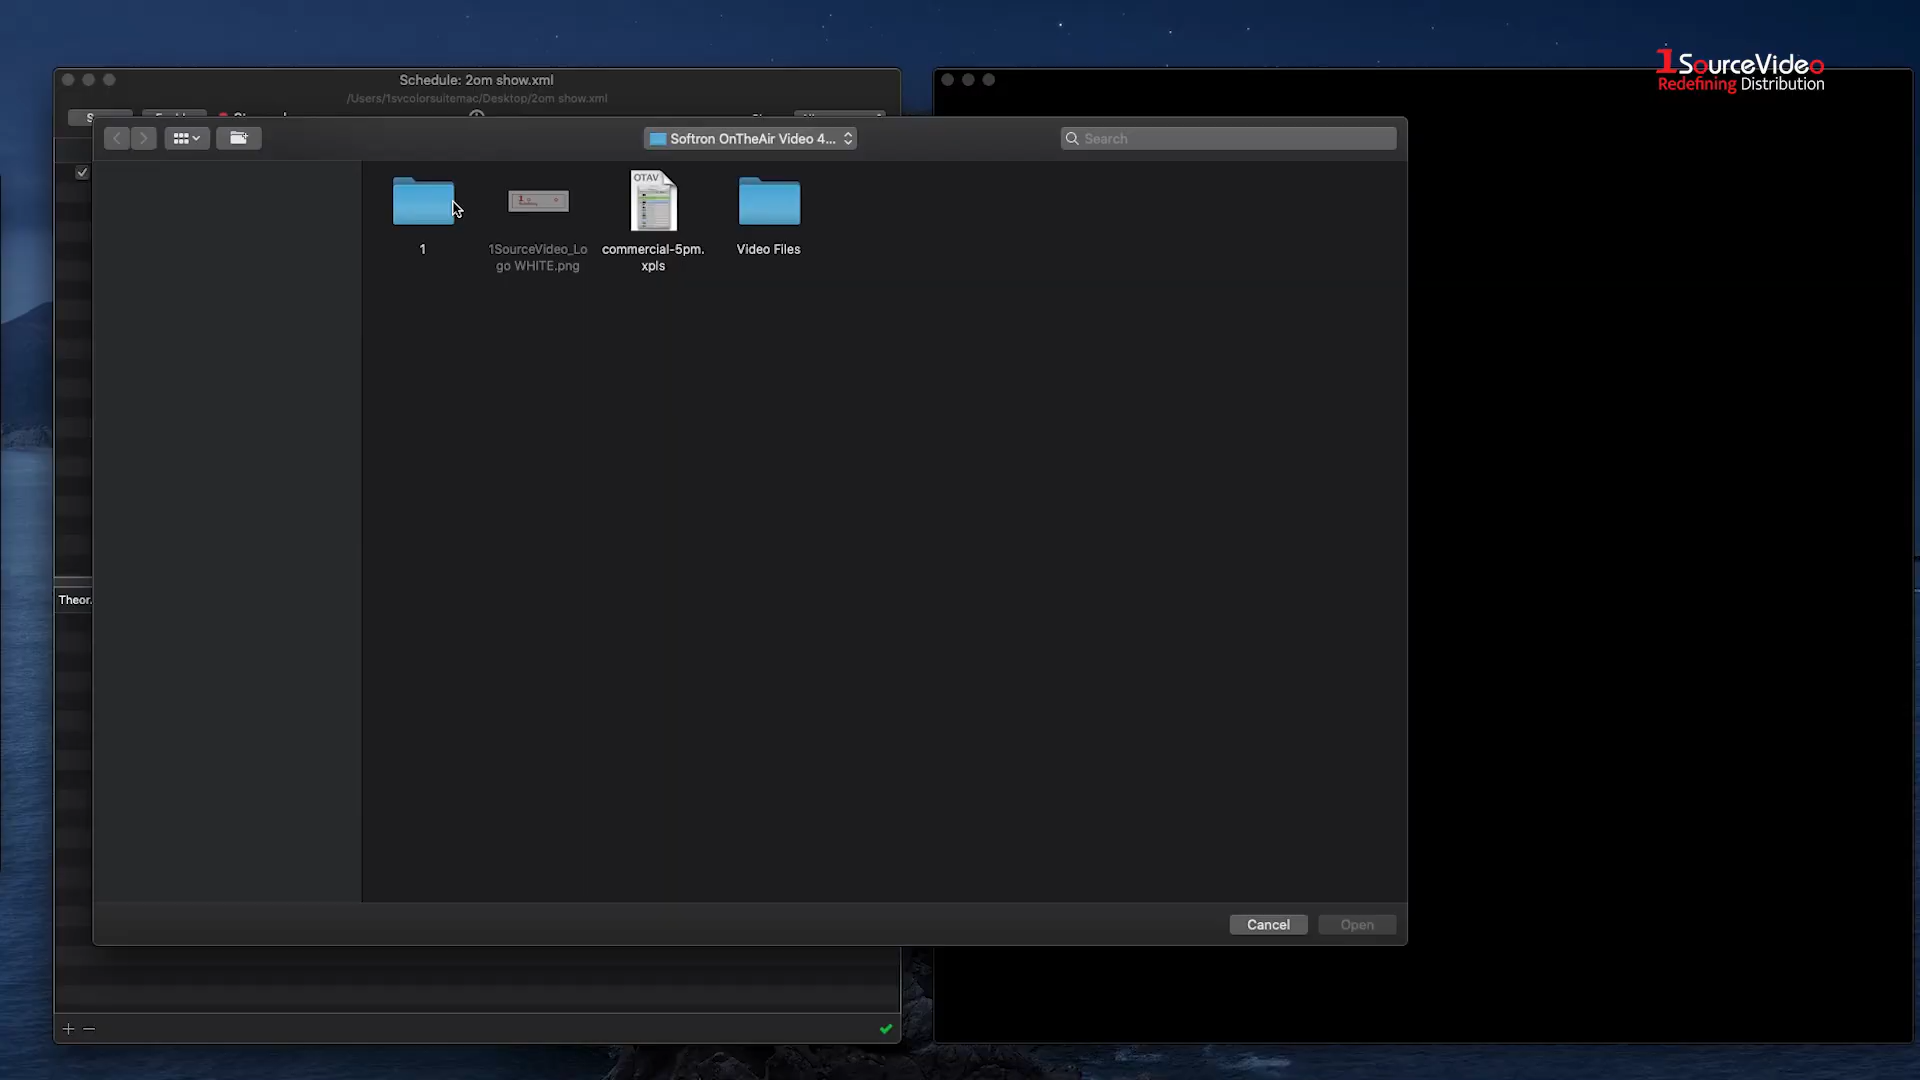 1SourceVideo
Redefining Distribution
Schedule: 2om show.xml
/Users/1svcolorsuitemac/Desktop/2om show.xml
Softron OnTheAir Video 4...
Search
1
1SourceVideo_Lo
go WHITE.png
OTAV
commercial-5pm.
xpls
Video Files
Theor.
Cancel
Open